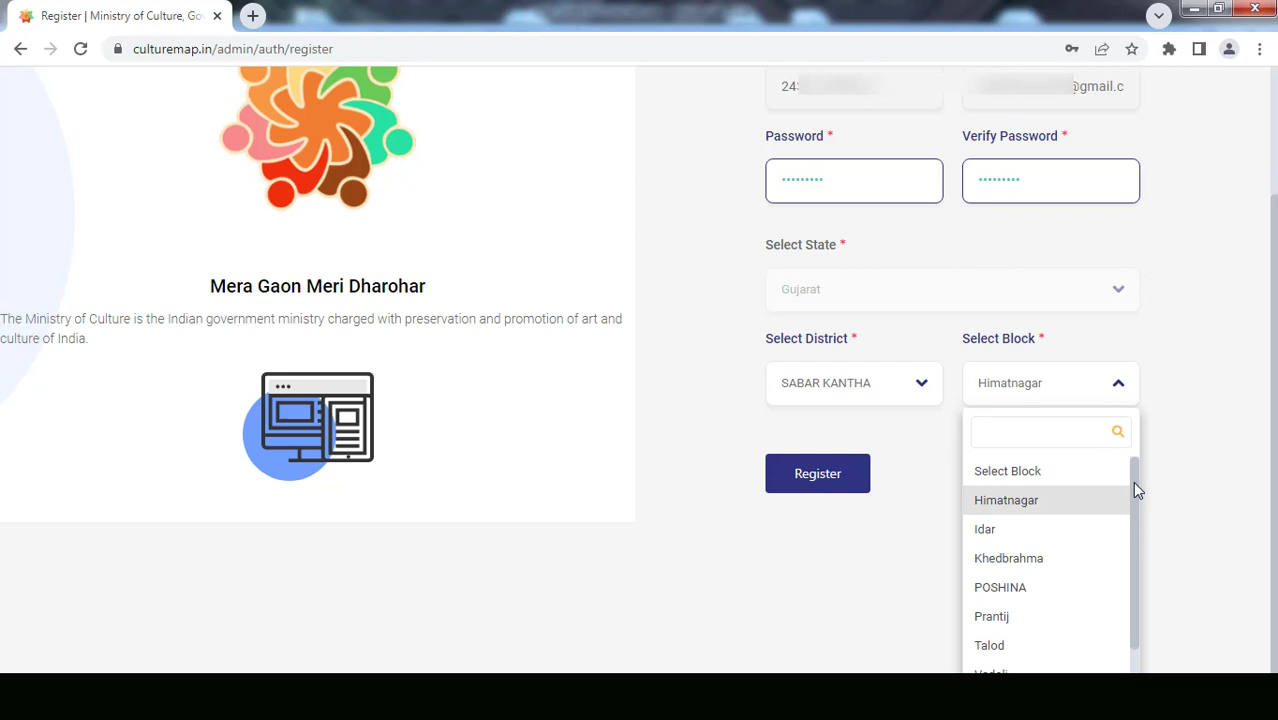 Register | Ministry of Culture, Go
culturemap.in/admin/auth/register
24
@gmail.c
Password *
Verify Password *
•••••••••
•••••••••
Select State *
Gujarat
Mera Gaon Meri Dharohar
The Ministry of Culture is the Indian government ministry charged with preservation and promotion of art and
culture of India.
Select District *
Select Block *
SABAR KANTHA
Himatnagar
Register
Select Block
Himatnagar
Idar
Khedbrahma
POSHINA
Prantij
Talod